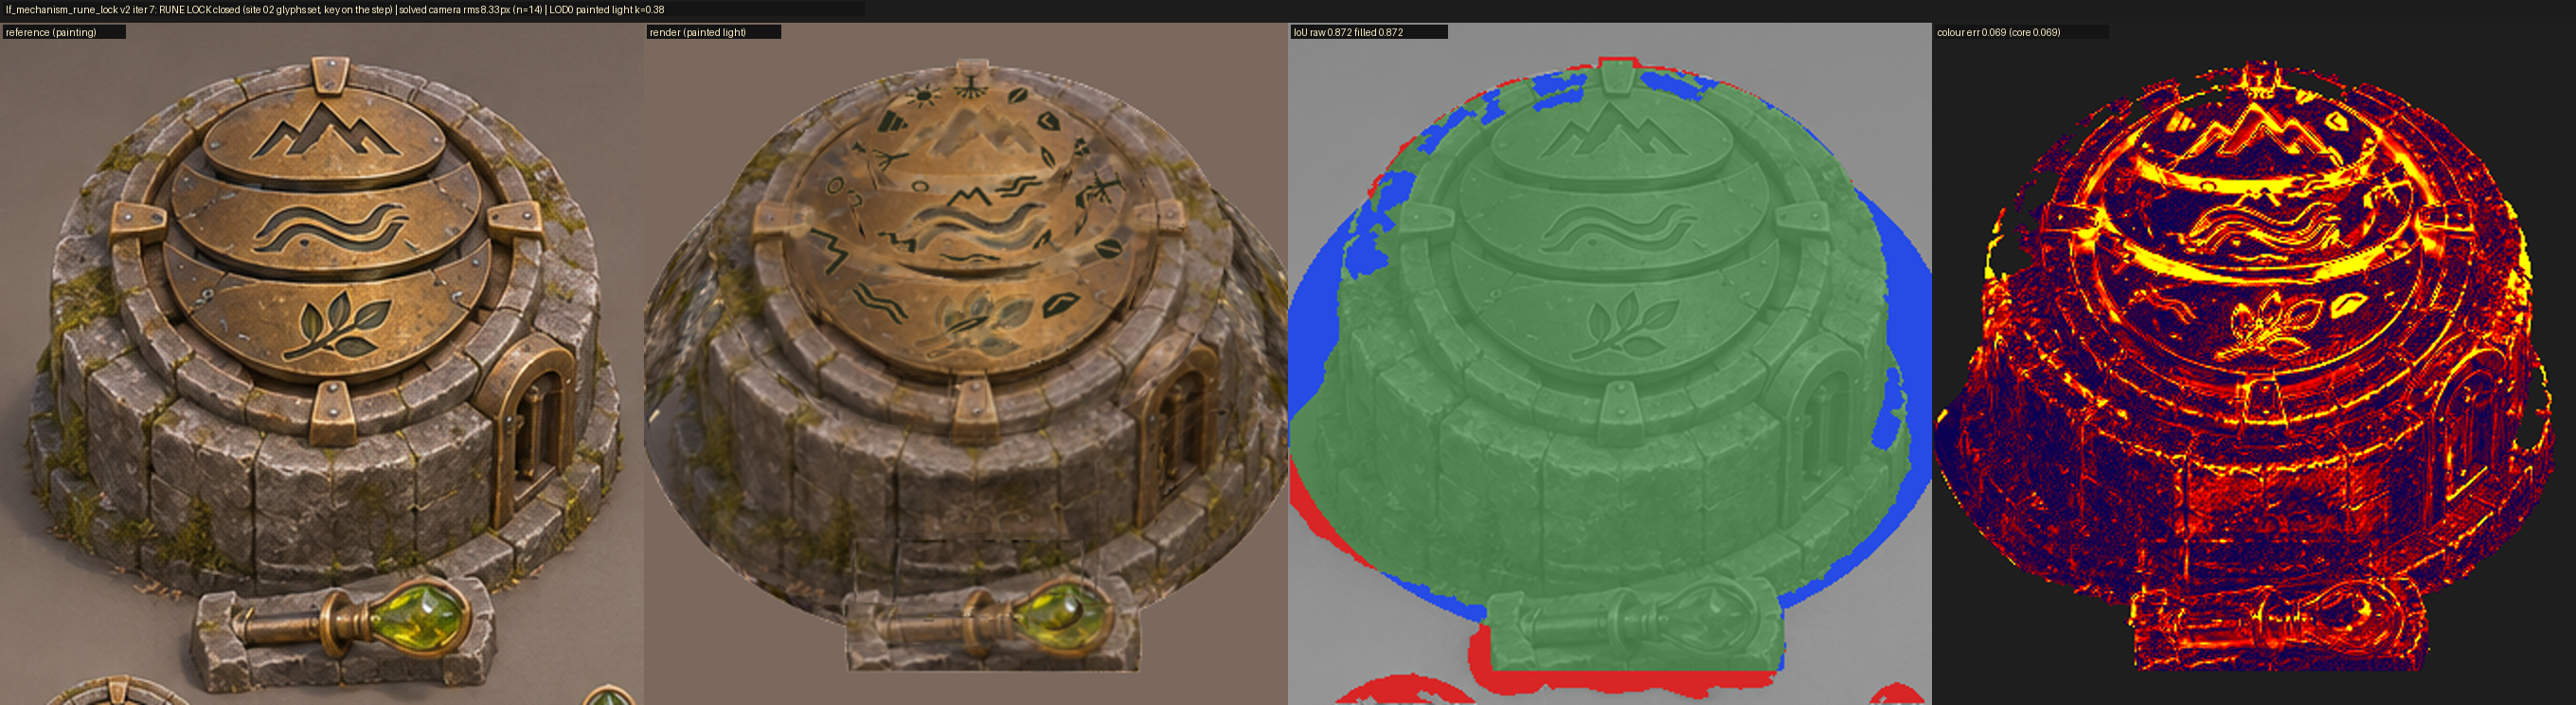 lf_mechanism_rune_lock v2 iter 7: RUNE LOCK closed (site 02 glyphs set, key on the step) | solved camera rms 8.33px (n=14) | LOD0 painted light k=0.38
reference (painting)
render (painted light)
IoU raw 0.872 filled 0.872
colour err 0.069 (core 0.069)